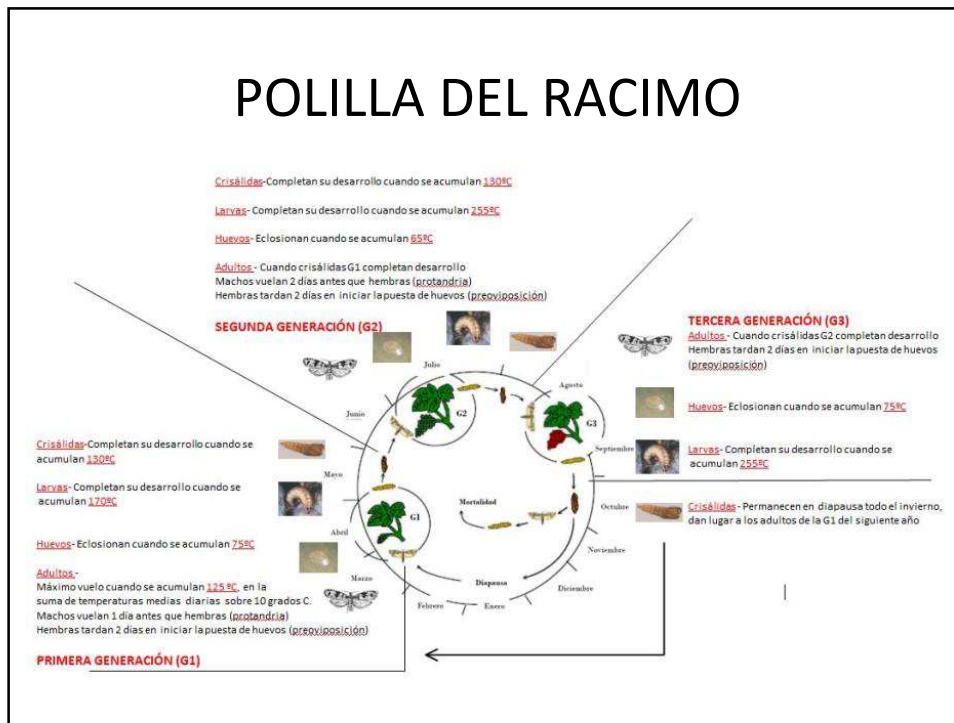 POLILLA DEL RACIMO
Crisálidas-Completan su desarrollo cuando se acumulan 130ºC
Larvas- Completan su desarrollo cuando se acumulan 255ºC
Huevos- Eclosionan cuando se acumulan 65ºC
Adultos - Cuando crisálidas G1 completan desarrollo
Machos vuelan 2 días antes que hembras (protandria)
Hembras tardan 2 días en iniciar la puesta de huevos (preoviposición)
SEGUNDA GENERACIÓN (G2)
TERCERA GENERACIÓN (G3)
Adultos - Cuando crisálidas G2 completan desarrollo
Hembras tardan 2 días en iniciar la puesta de huevos
(preoviposición)
Huevos- Eclosionan cuando se acumulan 75ºC
Larvas- Completan su desarrollo cuando se
acumulan 255ºC
Crisálidas - Permanecen en diapausa todo el invierno,
dan lugar a los adultos de la G1 del siguiente año
Crisálidas-Completan su desarrollo cuando se
acumulan 130ºC
Larvas- Completan su desarrollo cuando se
acumulan 170ºC
Huevos- Eclosionan cuando se acumulan 75ºC
Adultos -
Máximo vuelo cuando se acumulan 125 ºC, en la
suma de temperaturas medias diarias sobre 10 grados C.
Machos vuelan 1 día antes que hembras (protandria)
Hembras tardan 2 días en iniciar la puesta de huevos (preoviposición)
PRIMERA GENERACIÓN (G1)
Julio
Agosto
Junio
G2
G3
Septiembre
Mayo
Mortalidad
Octubre
G1
Abril
Noviembre
Marzo
Diapausa
Diciembre
Febrero
Enero